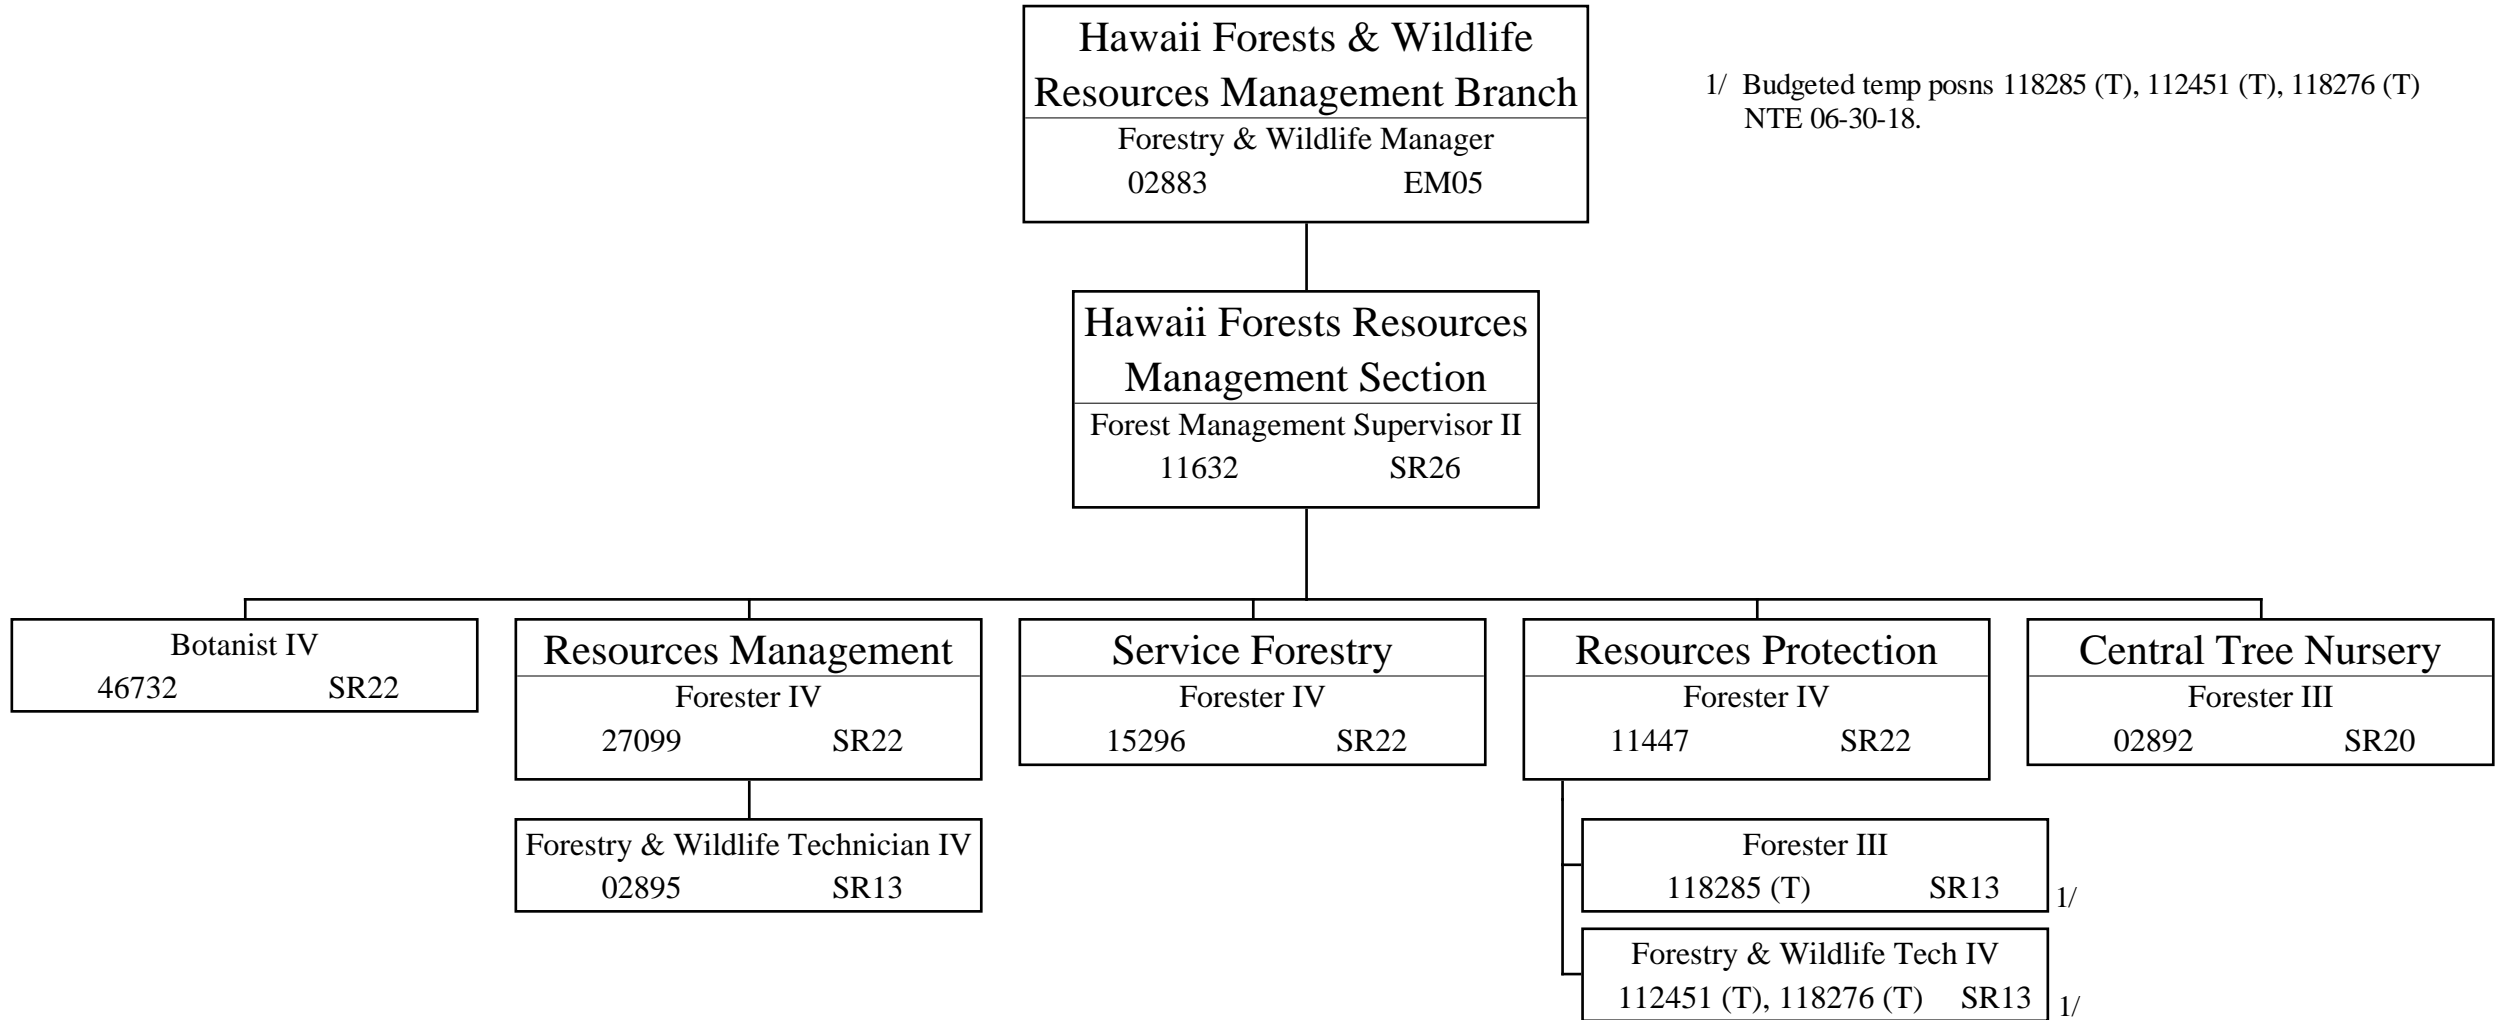 Hawaii Forests & Wildlife
Resources Management Branch
Forestry & Wildlife Manager
02883 EM05
1/ Budgeted temp posns 118285 (T), 112451 (T), 118276 (T)
NTE 06-30-18.
Hawaii Forests Resources
Management Section
Forest Management Supervisor II
11632 SR26
Botanist IV
46732 SR22
Resources Management
Forester IV
27099 SR22
Forestry & Wildlife Technician IV
02895 SR13
Service Forestry
Forester IV
15296 SR22
Resources Protection
Forester IV
11447 SR22
Forester III
118285 (T) SR13 1/
Forestry & Wildlife Tech IV
112451 (T), 118276 (T) SR13 1/
Central Tree Nursery
Forester III
02892 SR20